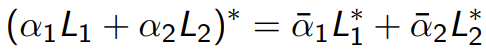 (α₁L₁ + α₂L₂)* = ᾱ₁L₁* + ᾱ₂L₂*